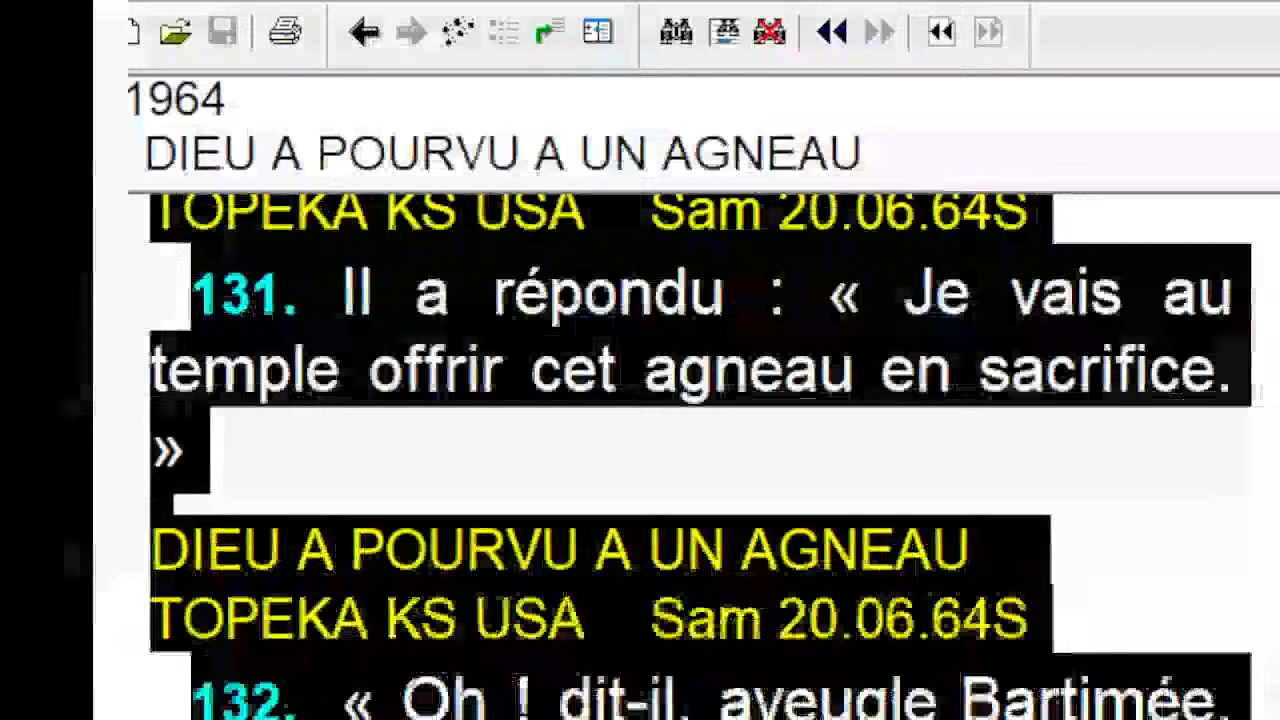 1964
DIEU A POURVU A UN AGNEAU
TOPEKA KS USA Sam 20.06.64S
131. Il a répondu : « Je vais au
temple offrir cet agneau en sacrifice.
»
DIEU A POURVU A UN AGNEAU
TOPEKA KS USA Sam 20.06.64S
132. « Oh ! dit-il, aveugle Bartimée,